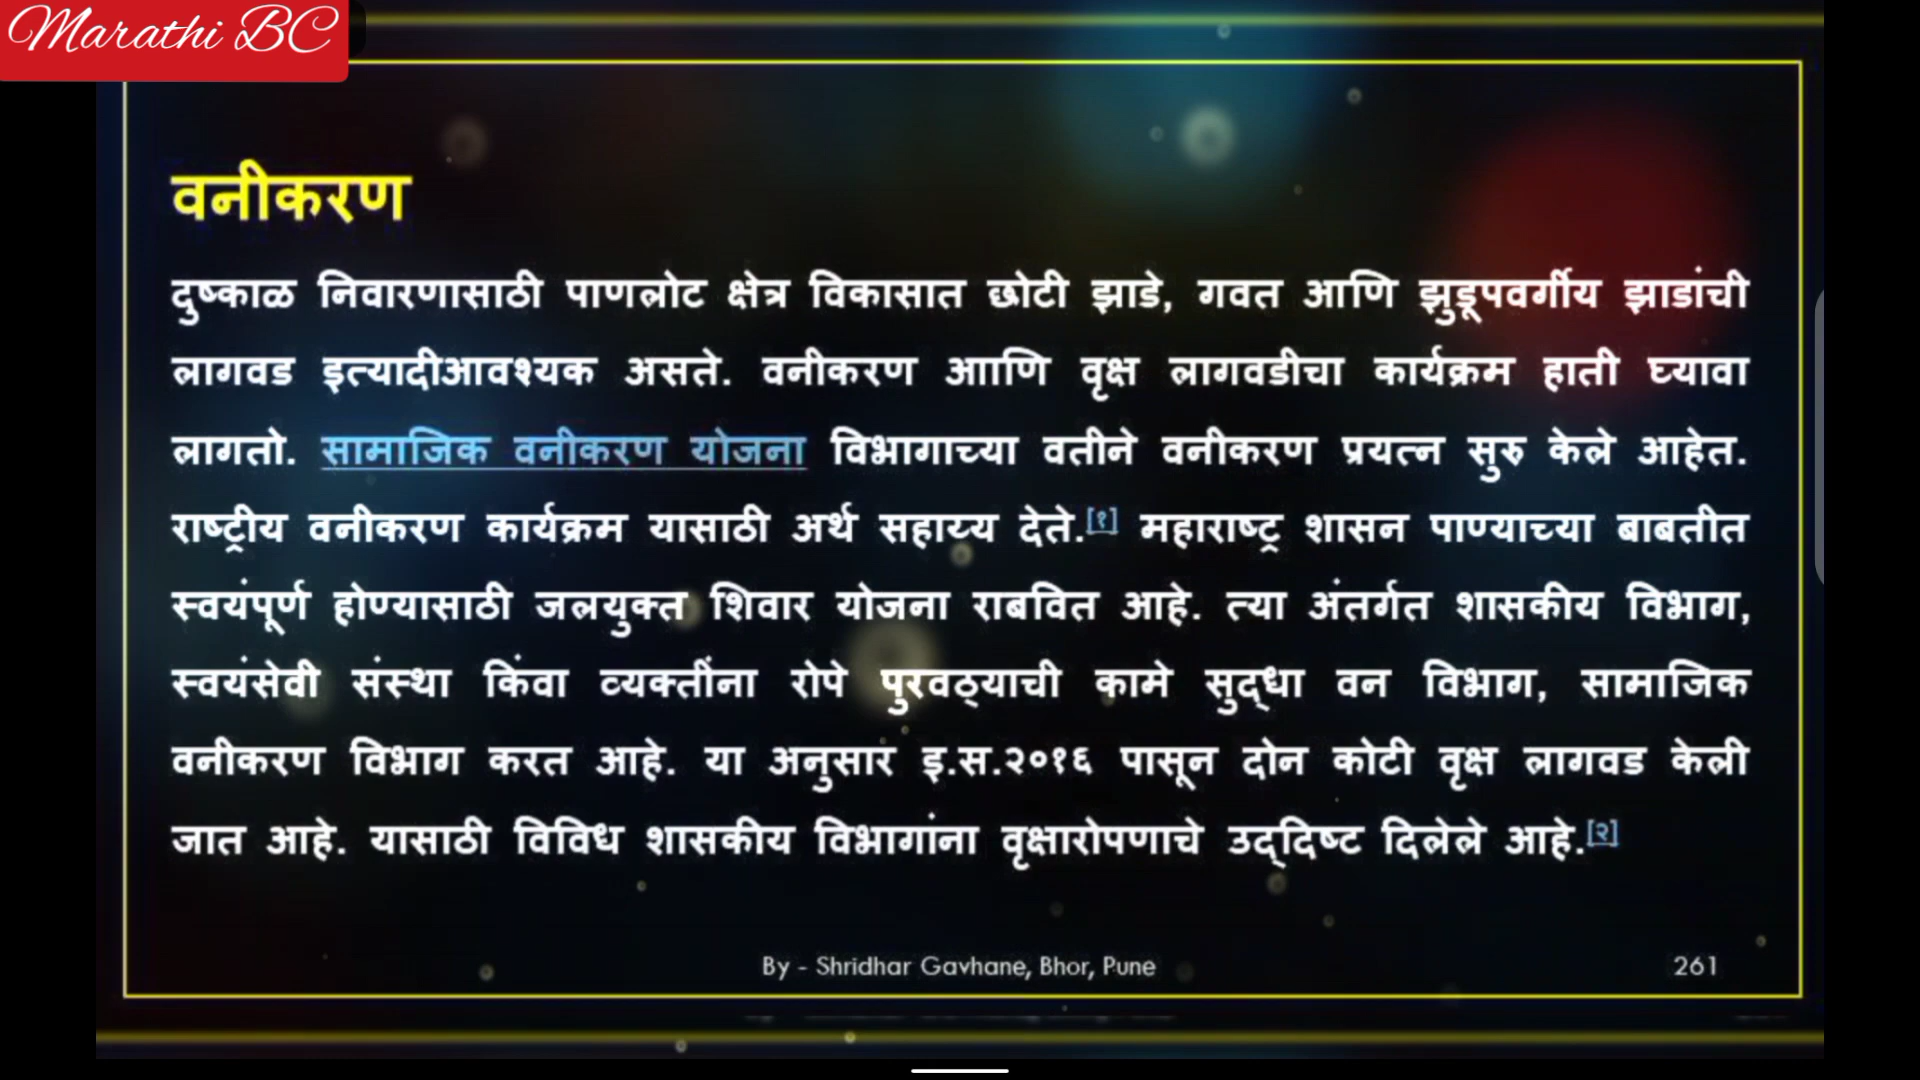 Marathi BC
वनीकरण
दुष्काळ निवारणासाठी पाणलोट क्षेत्र विकासात छोटी झाडे, गवत आणि झुडूपवर्गीय झाडांची
लागवड इत्यादीआवश्यक असते. वनीकरण आाणि वृक्ष लागवडीचा कार्यक्रम हाती घ्यावा
लागतो. सामाजिक वनीकरण योजना विभागाच्या वतीने वनीकरण प्रयत्न सुरु केले आहेत.
राष्ट्रीय वनीकरण कार्यक्रम यासाठी अर्थ सहाय्य देते.[१] महाराष्ट्र शासन पाण्याच्या बाबतीत
स्वयंपूर्ण होण्यासाठी जलयुक्त शिवार योजना राबवित आहे. त्या अंतर्गत शासकीय विभाग,
स्वयंसेवी संस्था किंवा व्यक्तींना रोपे पुरवठ्याची कामे सुद्धा वन विभाग, सामाजिक
वनीकरण विभाग करत आहे. या अनुसार इ.स.२०१६ पासून दोन कोटी वृक्ष लागवड केली
जात आहे. यासाठी विविध शासकीय विभागांना वृक्षारोपणाचे उद्दिष्ट दिलेले आहे.[२]
By - Shridhar Gavhane, Bhor, Pune
261